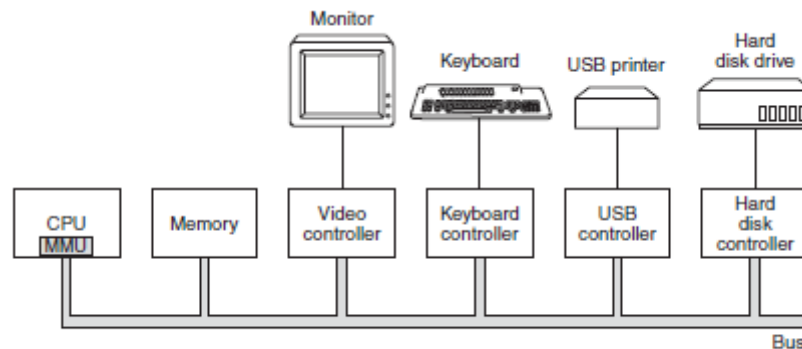 Monitor
Keyboard
USB printer
Hard
disk drive
CPU
MMU
Memory
Video
controller
Keyboard
controller
USB
controller
Hard
disk
controller
Bus